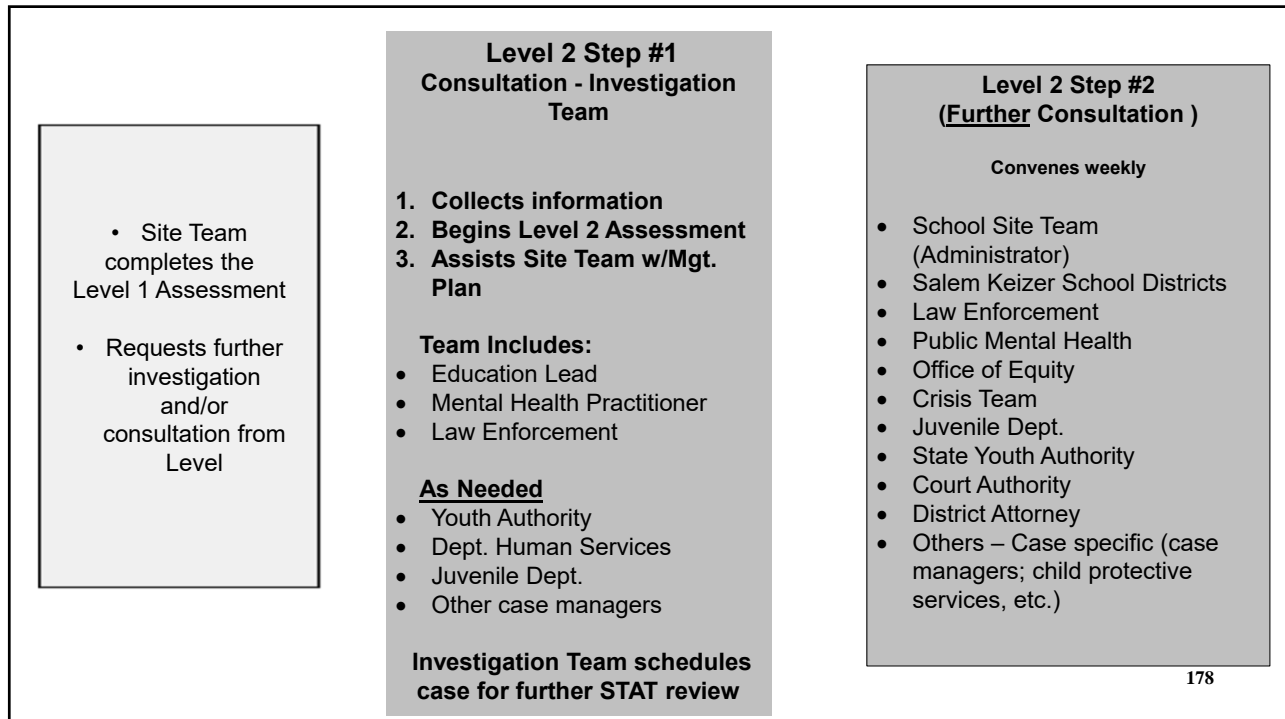 • Site Team
completes the
Level 1 Assessment
• Requests further
investigation
and/or
consultation from
Level
Level 2 Step #1
Consultation - Investigation
Team
1. Collects information
2. Begins Level 2 Assessment
3. Assists Site Team w/Mgt.
Plan
Team Includes:
• Education Lead
• Mental Health Practitioner
• Law Enforcement
As Needed
• Youth Authority
• Dept. Human Services
• Juvenile Dept.
• Other case managers
Investigation Team schedules
case for further STAT review
Level 2 Step #2
(Further Consultation )
Convenes weekly
• School Site Team
(Administrator)
• Salem Keizer School Districts
• Law Enforcement
• Public Mental Health
• Office of Equity
• Crisis Team
• Juvenile Dept.
• State Youth Authority
• Court Authority
• District Attorney
• Others – Case specific (case
managers; child protective
services, etc.)
178